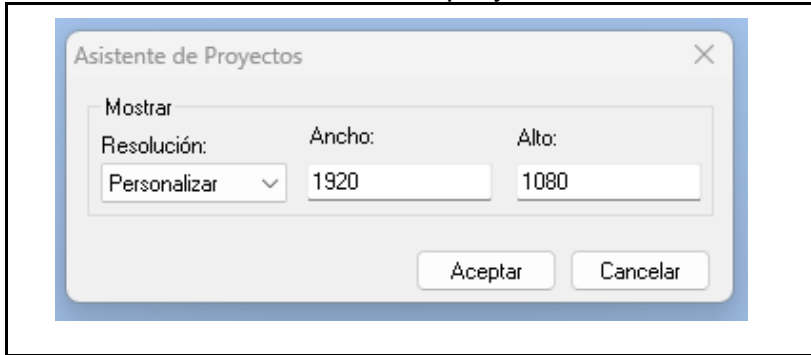 Asistente de Proyectos
Mostrar
Resolución: Ancho: Alto:
Personalizar 1920 1080
Aceptar Cancelar